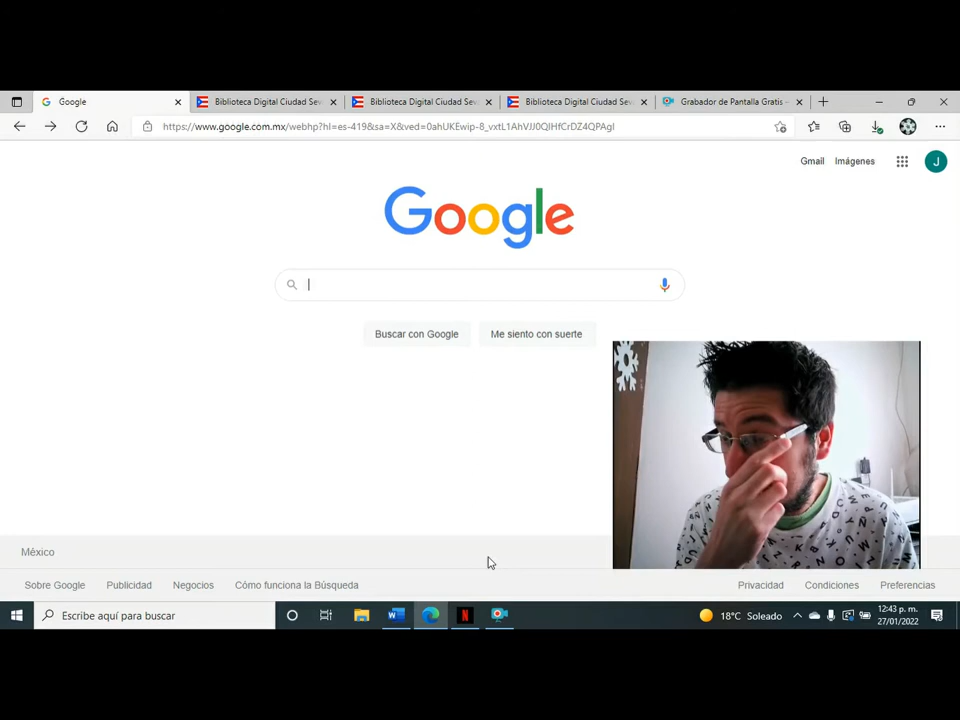 Google
Biblioteca Digital Ciudad Sev
Biblioteca Digital Ciudad Sev
Biblioteca Digital Ciudad Sev
Grabador de Pantalla Gratis –
https://www.google.com.mx/webhp?hl=es-419&sa=X&ved=0ahUKEwip-8_vxtL1AhVJJ0QIHfCrDZ4QPAgI
Gmail Imágenes
J
Google
Buscar con Google Me siento con suerte
México
Sobre Google Publicidad Negocios Cómo funciona la Búsqueda
Privacidad Condiciones Preferencias
Escribe aquí para buscar
18°C Soleado
12:43 p. m.
27/01/2022